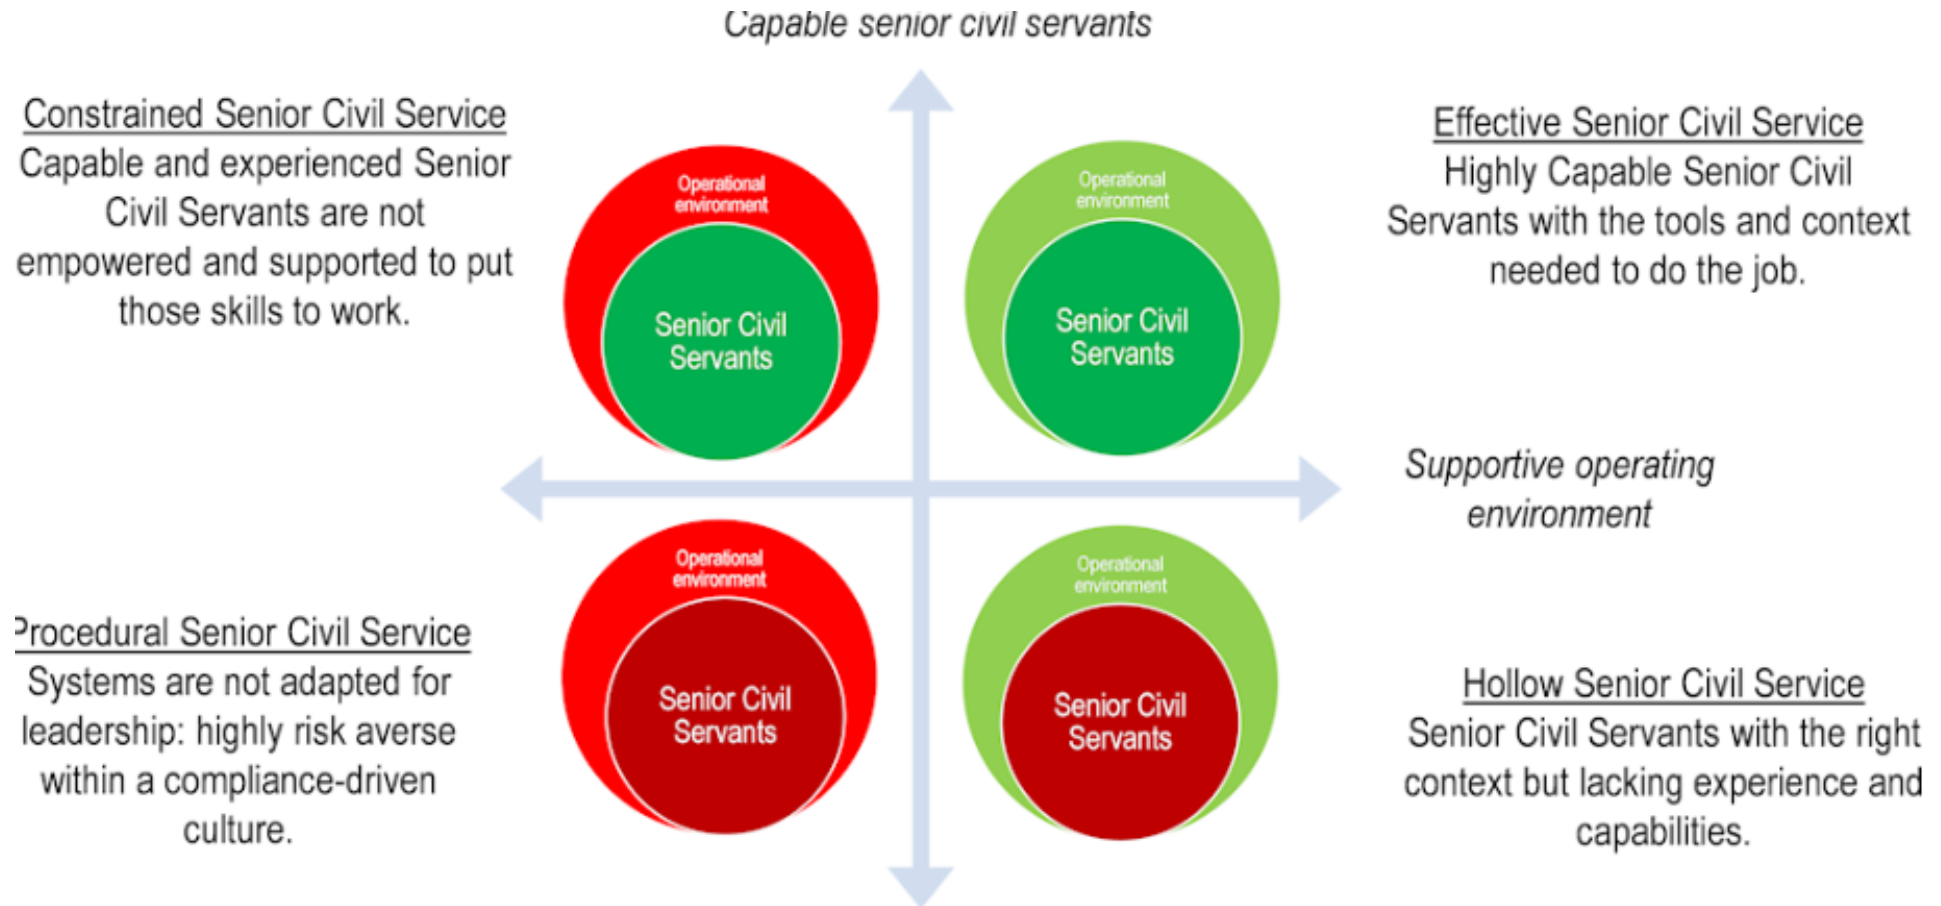 Capable senior civil servants
Constrained Senior Civil Service
Capable and experienced Senior
Civil Servants are not
empowered and supported to put
those skills to work.
Operational
environment
Senior Civil
Servants
Operational
environment
Senior Civil
Servants
Effective Senior Civil Service
Highly Capable Senior Civil
Servants with the tools and context
needed to do the job.
Supportive operating
environment
Procedural Senior Civil Service
Systems are not adapted for
leadership: highly risk averse
within a compliance-driven
culture.
Operational
environment
Senior Civil
Servants
Operational
environment
Senior Civil
Servants
Hollow Senior Civil Service
Senior Civil Servants with the right
context but lacking experience and
capabilities.